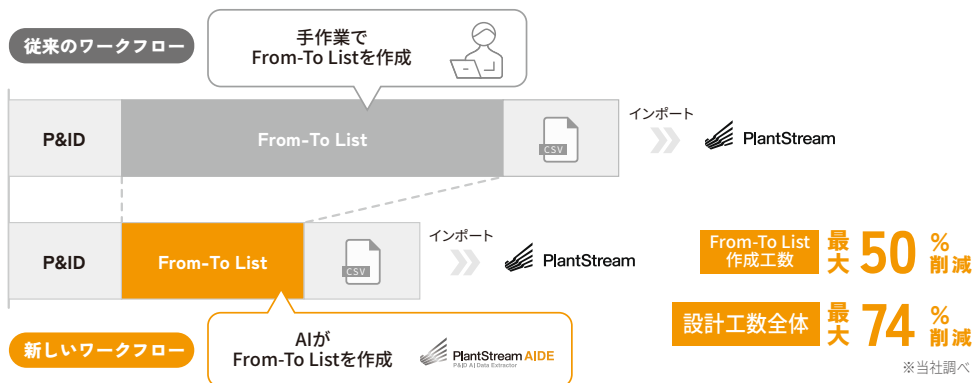 従来のワークフロー
手作業で
From-To Listを作成
P&ID
From-To List
CSV
インポート
PlantStream
P&ID
From-To List
CSV
インポート
PlantStream
新しいワークフロー
AIが
From-To Listを作成
PlantStream AIDE
P&ID AI Data Extractor
From-To List
作成工数
最大
50
%
削減
設計工数全体
最大
74
%
削減
※当社調べ